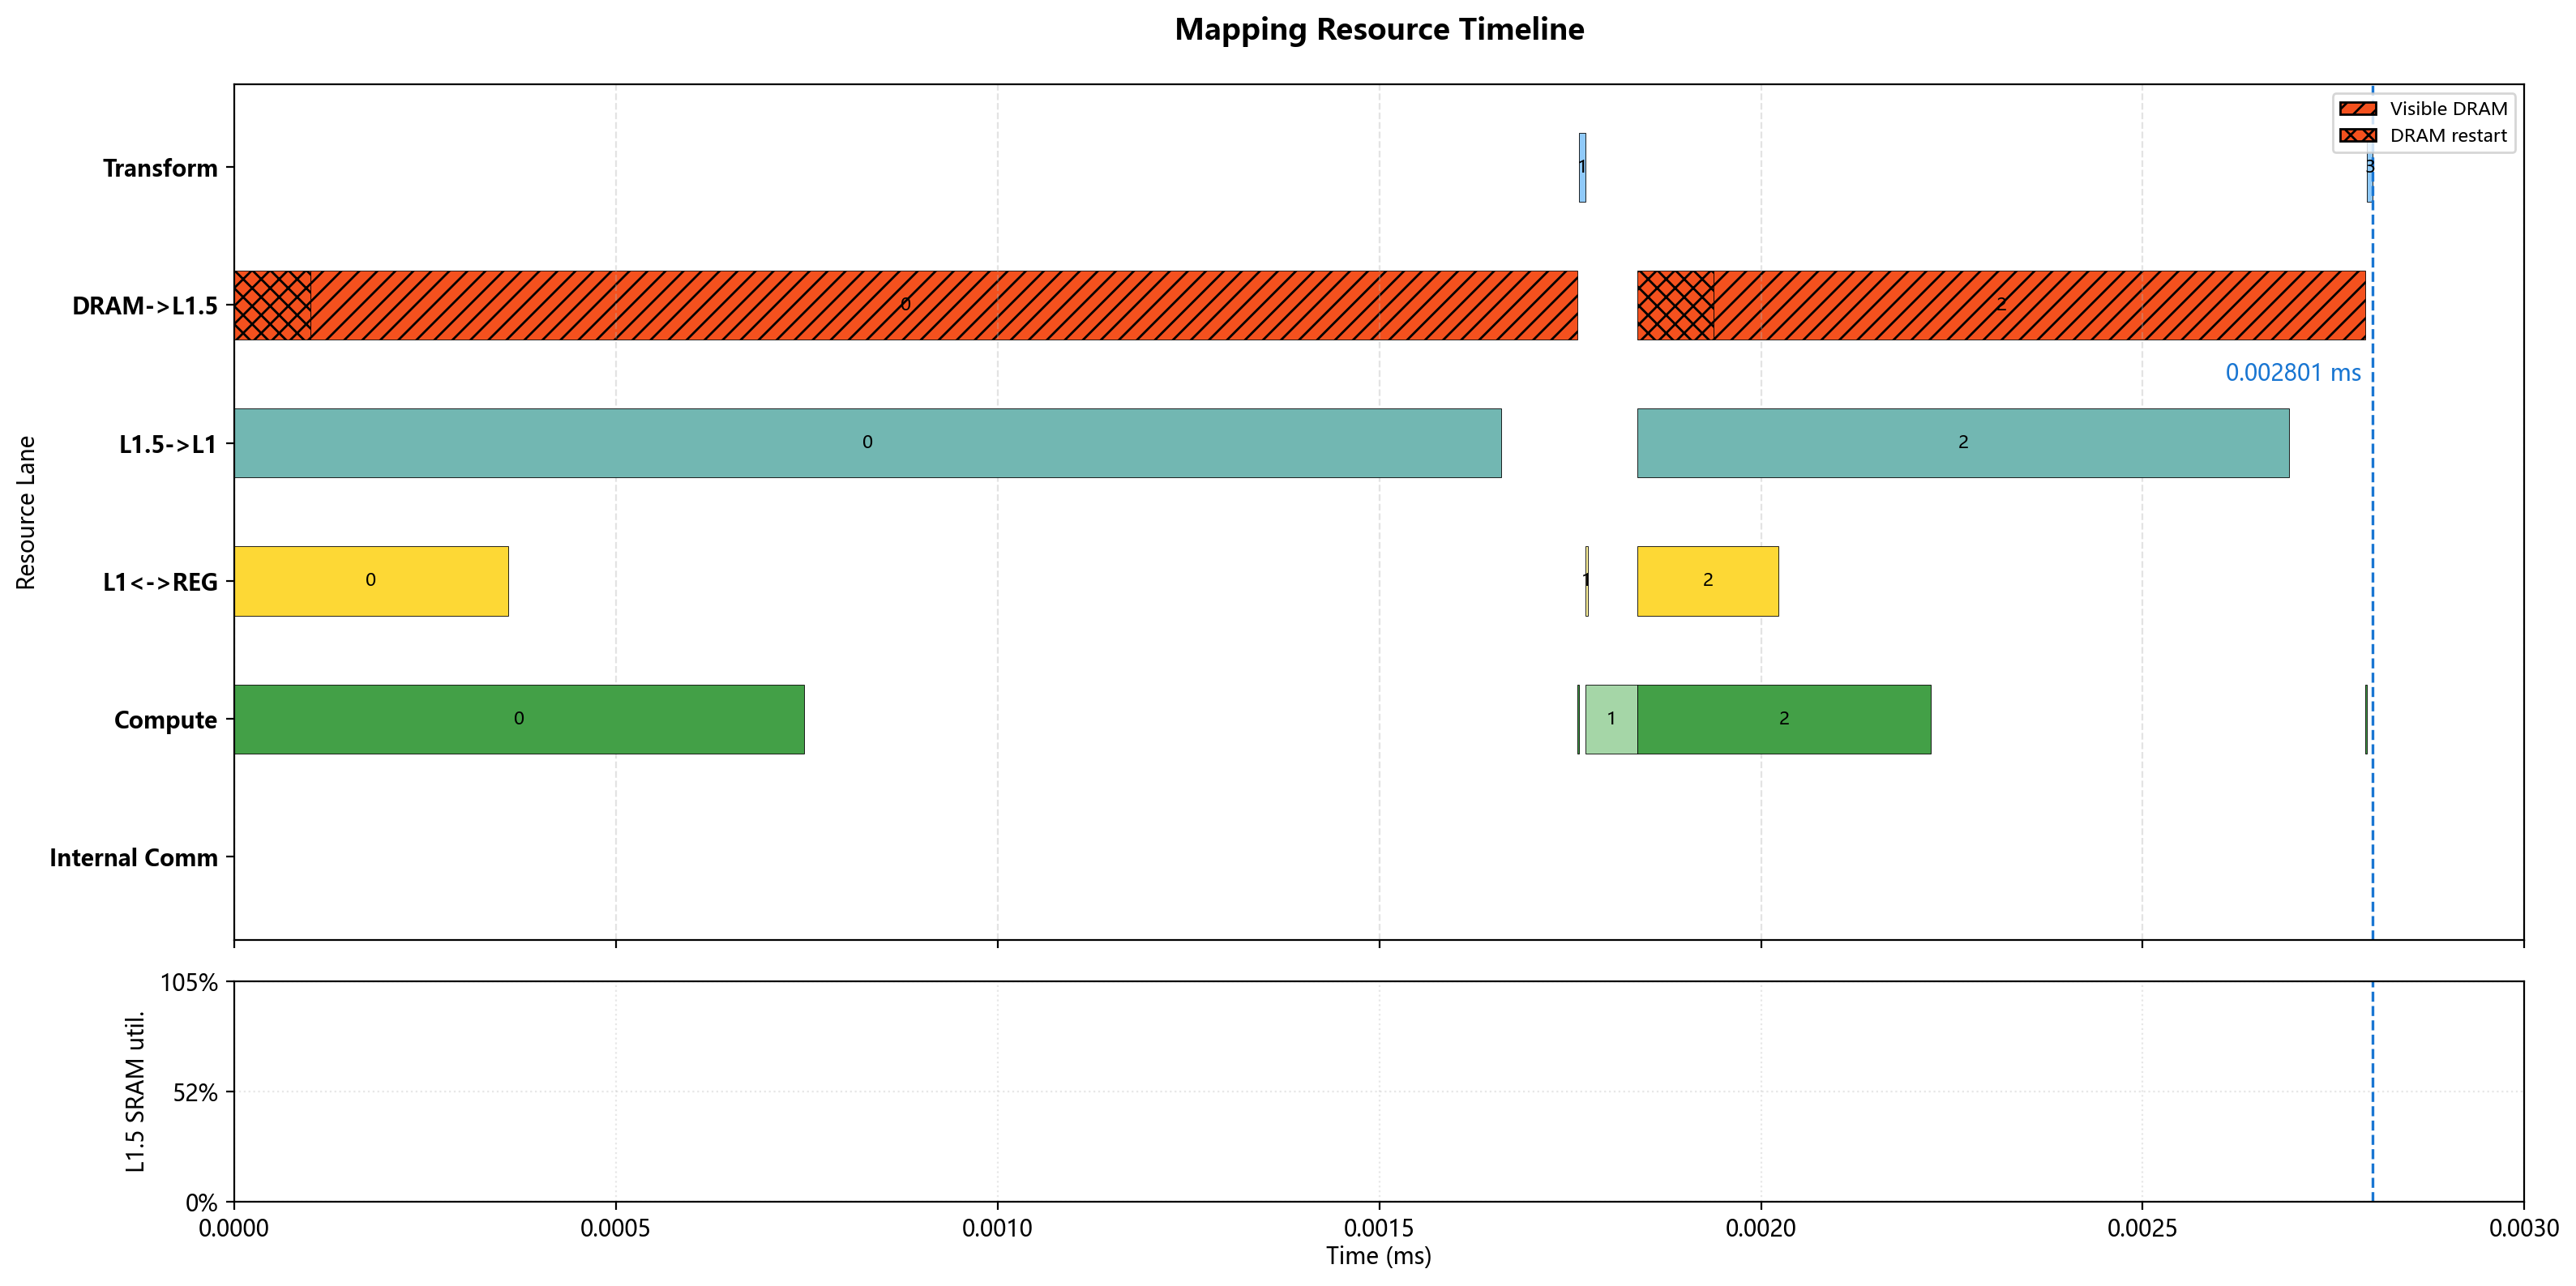 Mapping Resource Timeline
Visible DRAM
DRAM restart
Transform
1
3
DRAM->L1.5
0
2
0.002801 ms
L1.5->L1
0
2
L1<->REG
0
1
2
Compute
0
1
2
Internal Comm
Resource Lane
105%
52%
0%
L1.5 SRAM util.
0.0000
0.0005
0.0010
0.0015
0.0020
0.0025
0.0030
Time (ms)